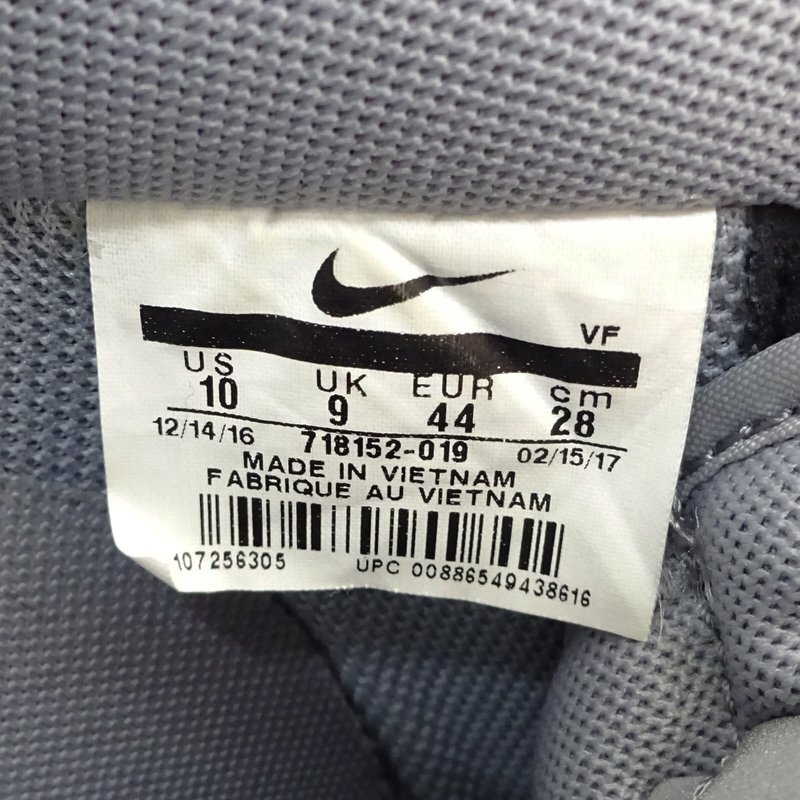 VF
US UK EUR cm
10 9 44 28
12/14/16 718152-019 02/15/17
MADE IN VIETNAM
FABRIQUE AU VIETNAM
107256305 UPC 00886549438616